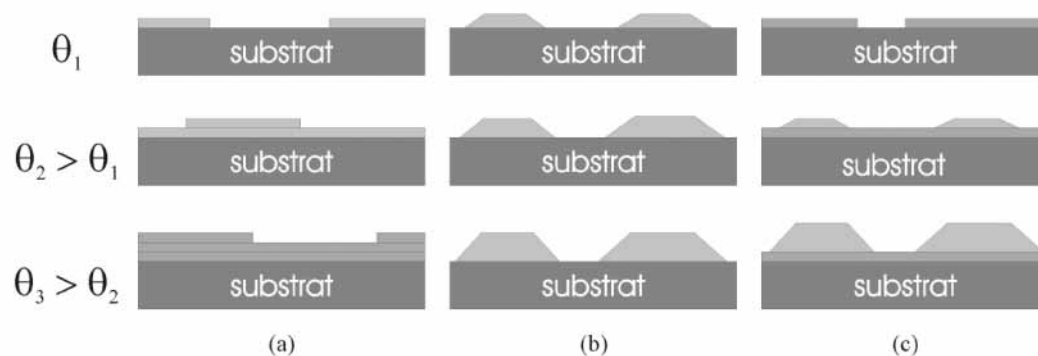 θ₁ substrat substrat substrat
θ₂ > θ₁ substrat substrat substrat
θ₃ > θ₂ substrat substrat substrat
(a) (b) (c)